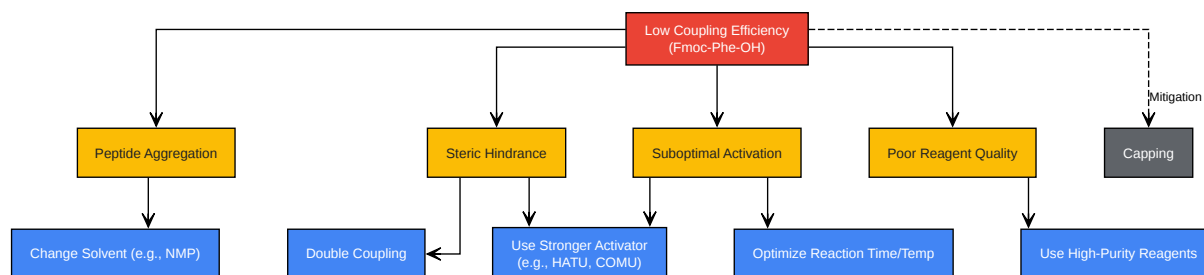 Low Coupling Efficiency
(Fmoc-Phe-OH)
Mitigation
Peptide Aggregation
Steric Hindrance
Suboptimal Activation
Poor Reagent Quality
Capping
Change Solvent (e.g., NMP)
Double Coupling
Use Stronger Activator
(e.g., HATU, COMU)
Optimize Reaction Time/Temp
Use High-Purity Reagents